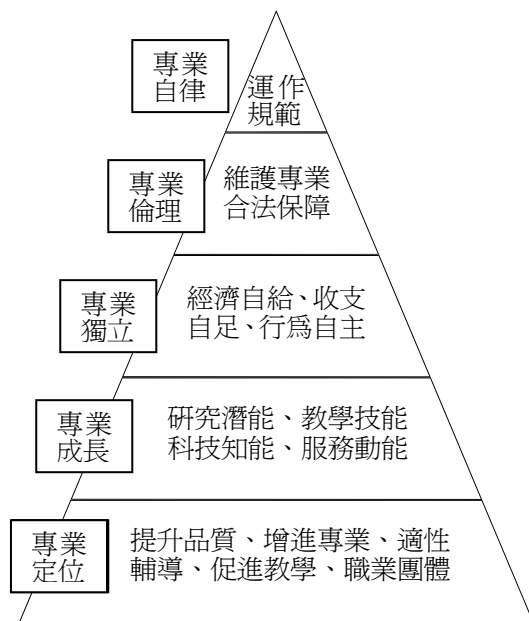 專業
自律
運作
規範
專業
倫理
維護專業
合法保障
專業
獨立
經濟自給、收支
自足、行為自主
專業
成長
研究潛能、教學技能
科技知能、服務動能
專業
定位
提升品質、增進專業、適性
輔導、促進教學、職業團體